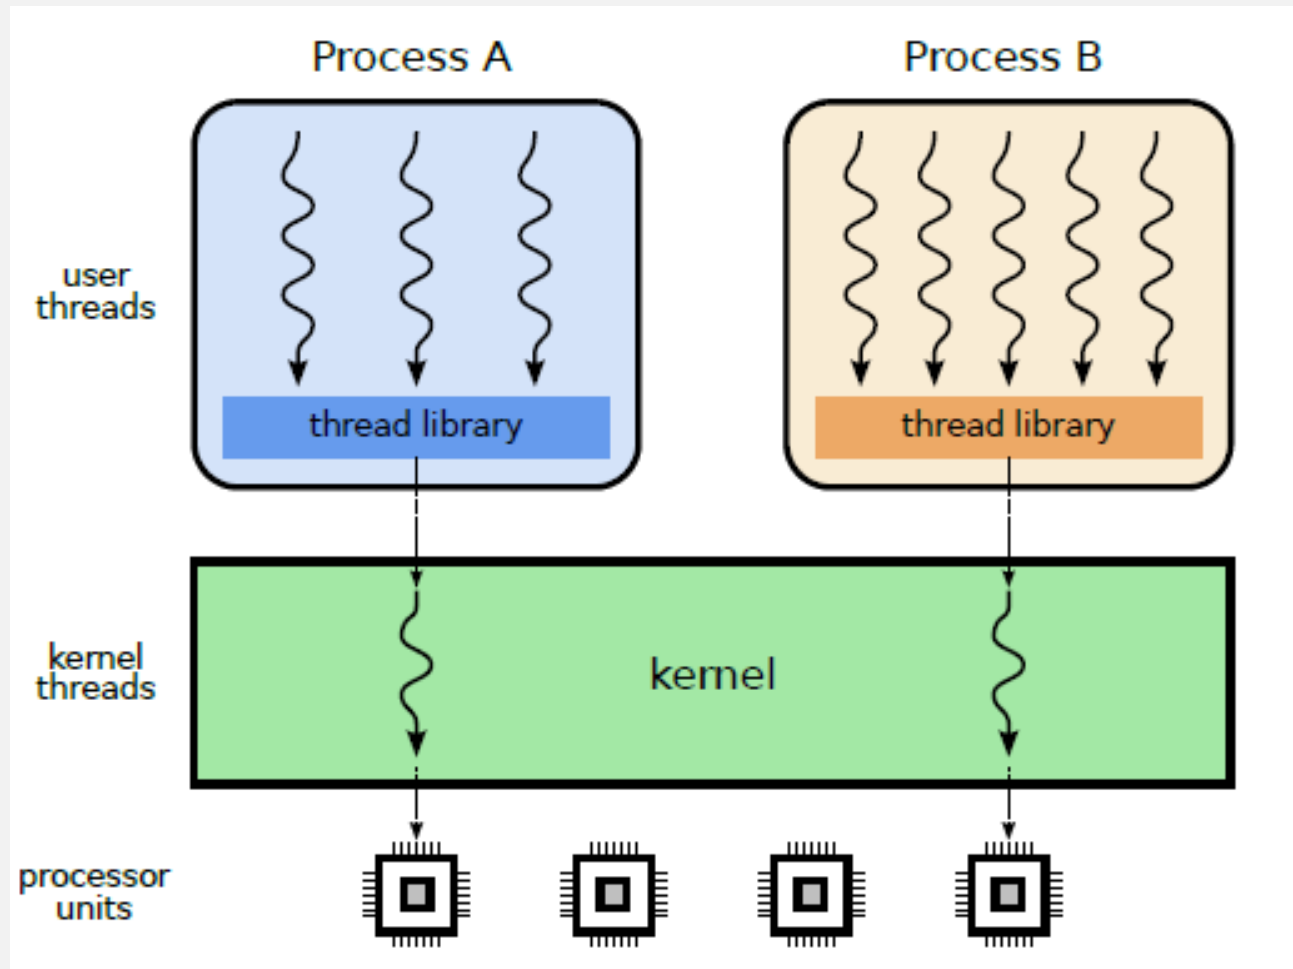 Process A
Process B
user
threads
thread library
thread library
kernel
threads
kernel
processor
units